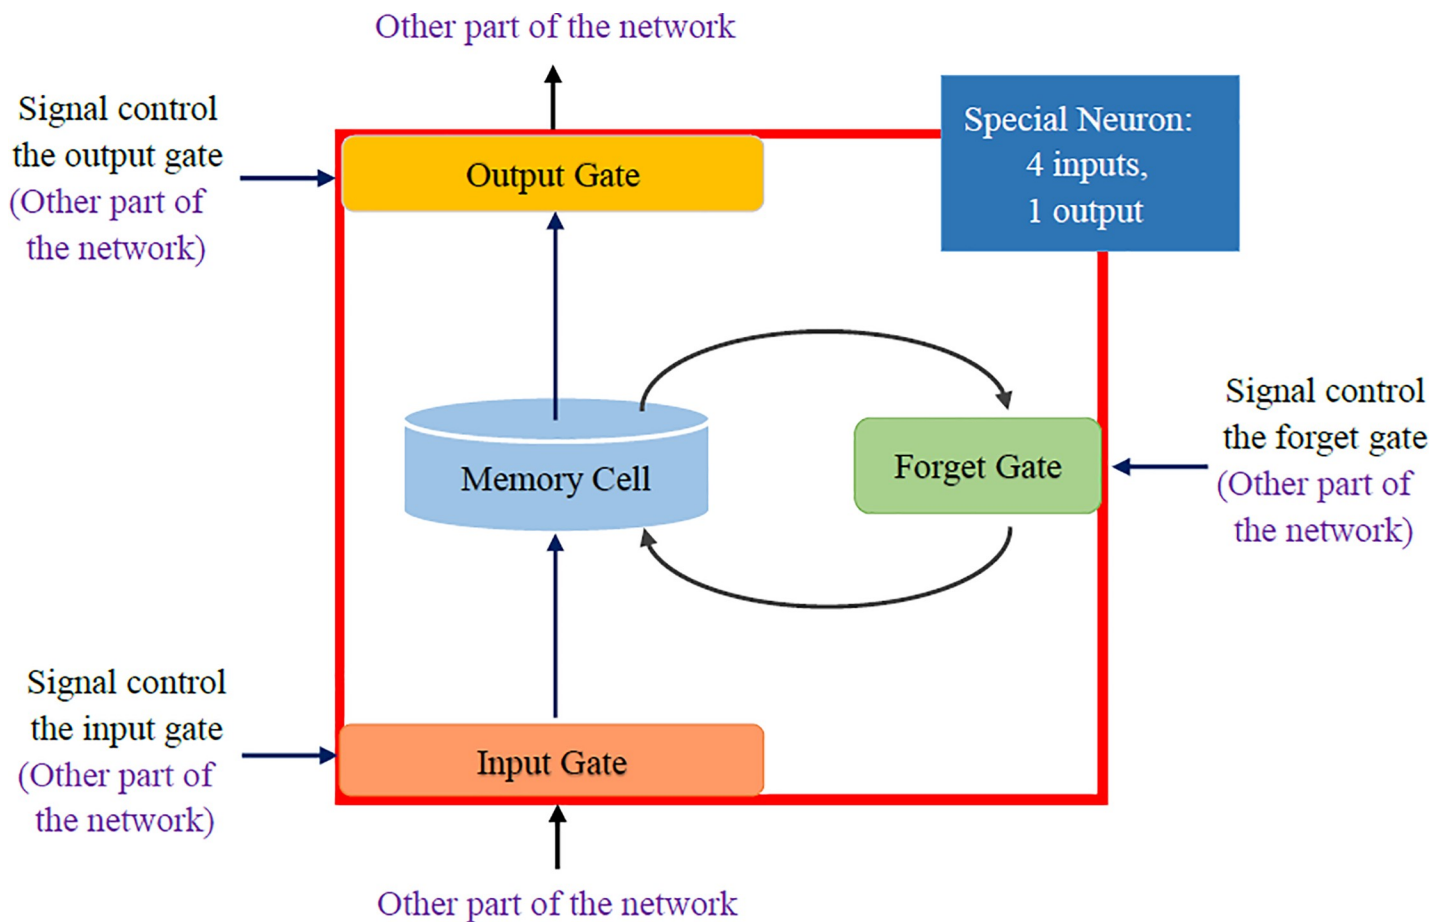 Other part of the network
Signal control
the output gate
(Other part of
the network)
Output Gate
Special Neuron:
4 inputs,
1 output
Memory Cell
Forget Gate
Signal control
the forget gate
(Other part of
the network)
Signal control
the input gate
(Other part of
the network)
Input Gate
Other part of the network